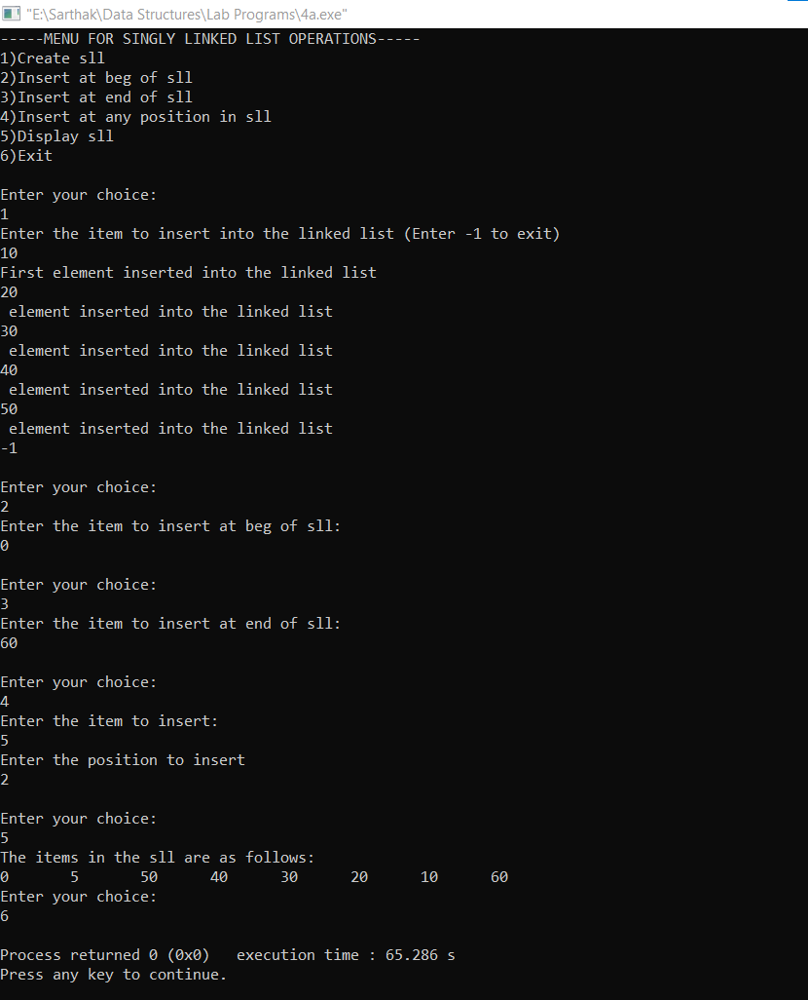 "E:\Sarthak\Data Structures\Lab Programs\4a.exe"
-----MENU FOR SINGLY LINKED LIST OPERATIONS-----
1)Create sll
2)Insert at beg of sll
3)Insert at end of sll
4)Insert at any position in sll
5)Display sll
6)Exit
Enter your choice:
1
Enter the item to insert into the linked list (Enter -1 to exit)
10
First element inserted into the linked list
20
element inserted into the linked list
30
element inserted into the linked list
40
element inserted into the linked list
50
element inserted into the linked list
-1
Enter your choice:
2
Enter the item to insert at beg of sll:
0
Enter your choice:
3
Enter the item to insert at end of sll:
60
Enter your choice:
4
Enter the item to insert:
5
Enter the position to insert
2
Enter your choice:
5
The items in the sll are as follows:
0 5 50 40 30 20 10 60
Enter your choice:
6
Process returned 0 (0x0) execution time : 65.286 s
Press any key to continue.